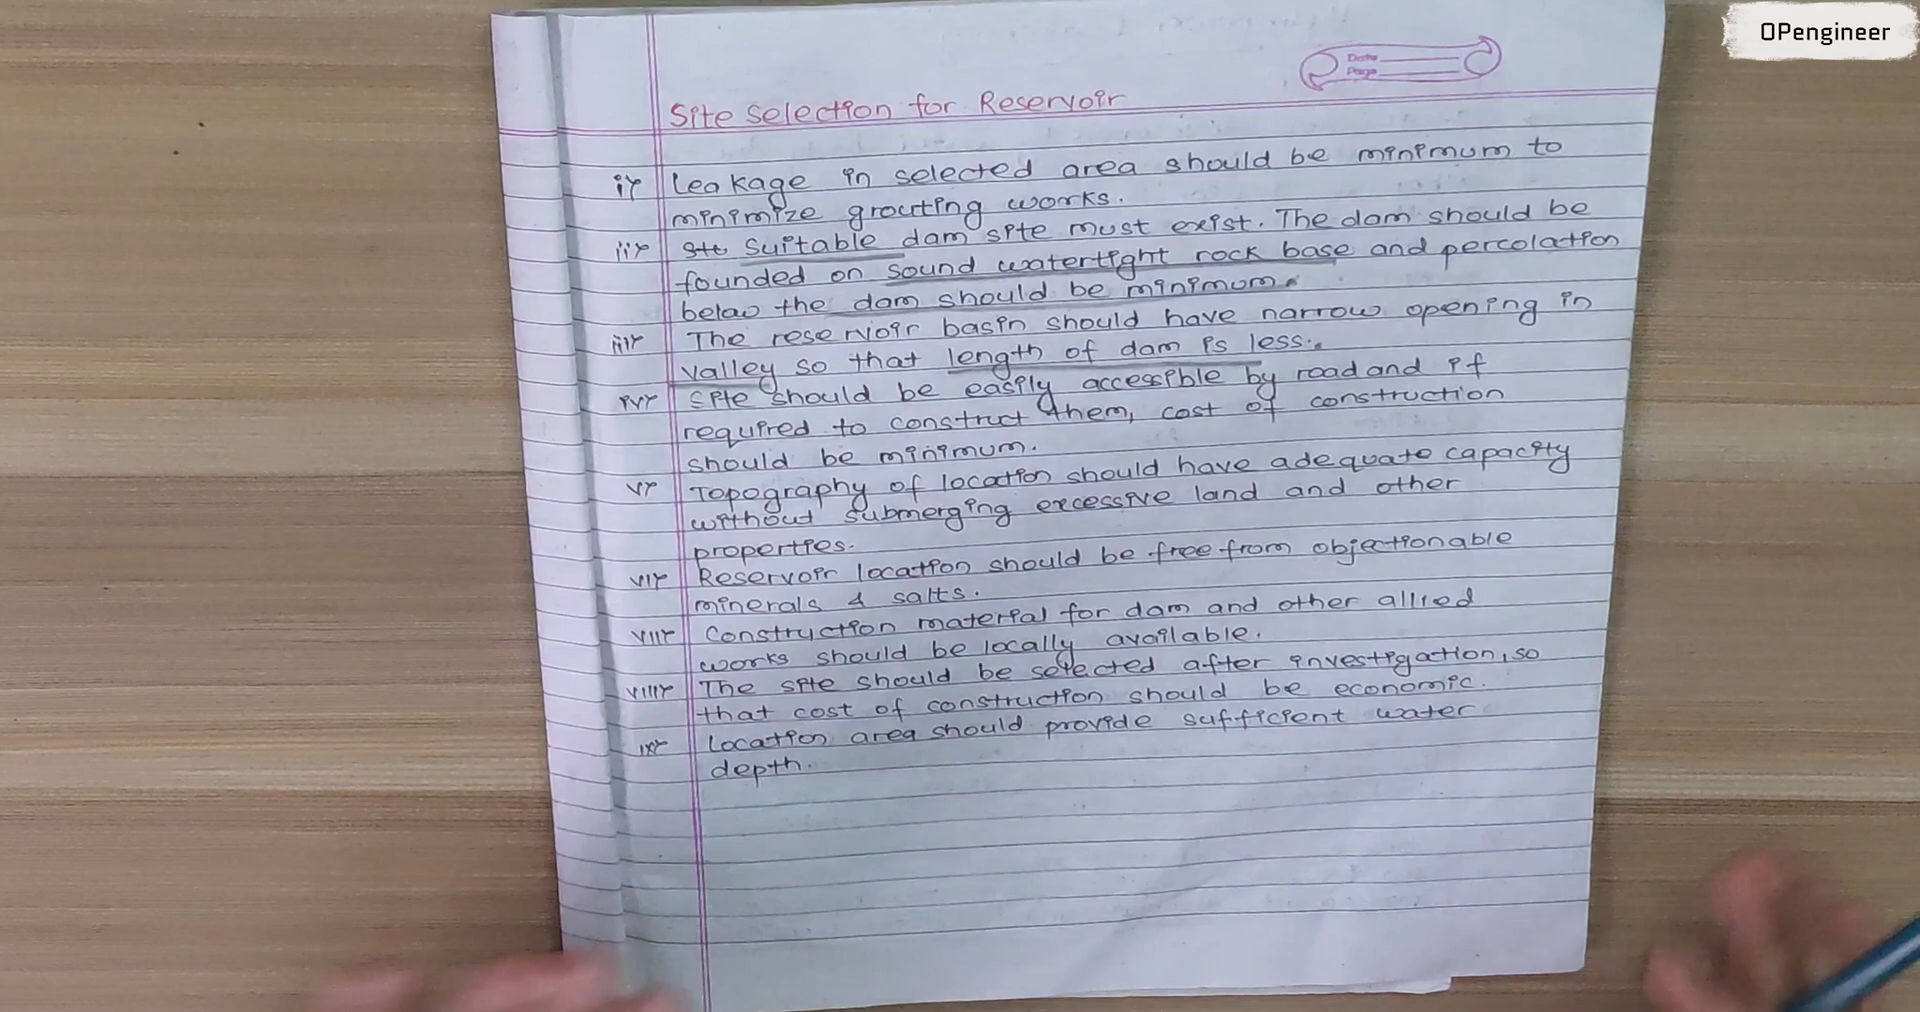 OPengineer
Date
Page
Site selection for Reservoir
i) Leakage in selected area should be minimum to
minimize grouting works.
ii) suitable dam site must exist. The dam should be
founded on sound watertight rock base and percolation
below the dam should be minimum.
iii) The reservioir basin should have narrow opening in
valley so that length of dam is less.
iv) Site should be easily accessible by road and if
required to construct them, cost of construction
should be minimum.
v) Topography of location should have adequate capacity
without submerging excessive land and other
properties.
vi) Reservoir location should be free from objectionable
minerals & salts.
vii) Construction material for dam and other allied
works should be locally available.
viii) The site should be selected after investigation, so
that cost of construction should be economic.
ix) Location area should provide sufficient water
depth.